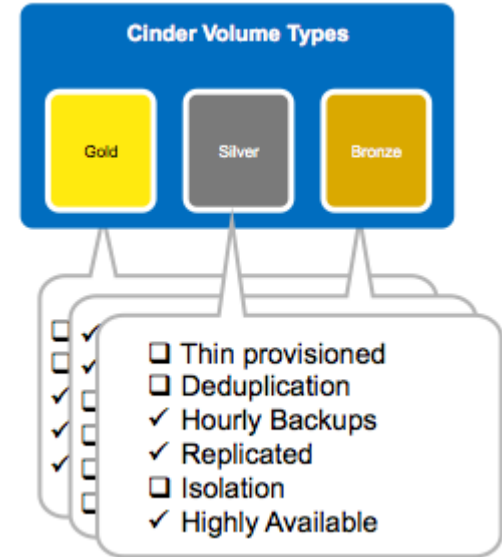 Cinder Volume Types
Gold
Silver
Bronze
❑ Thin provisioned
❑ Deduplication
✓ Hourly Backups
✓ Replicated
❑ Isolation
✓ Highly Available